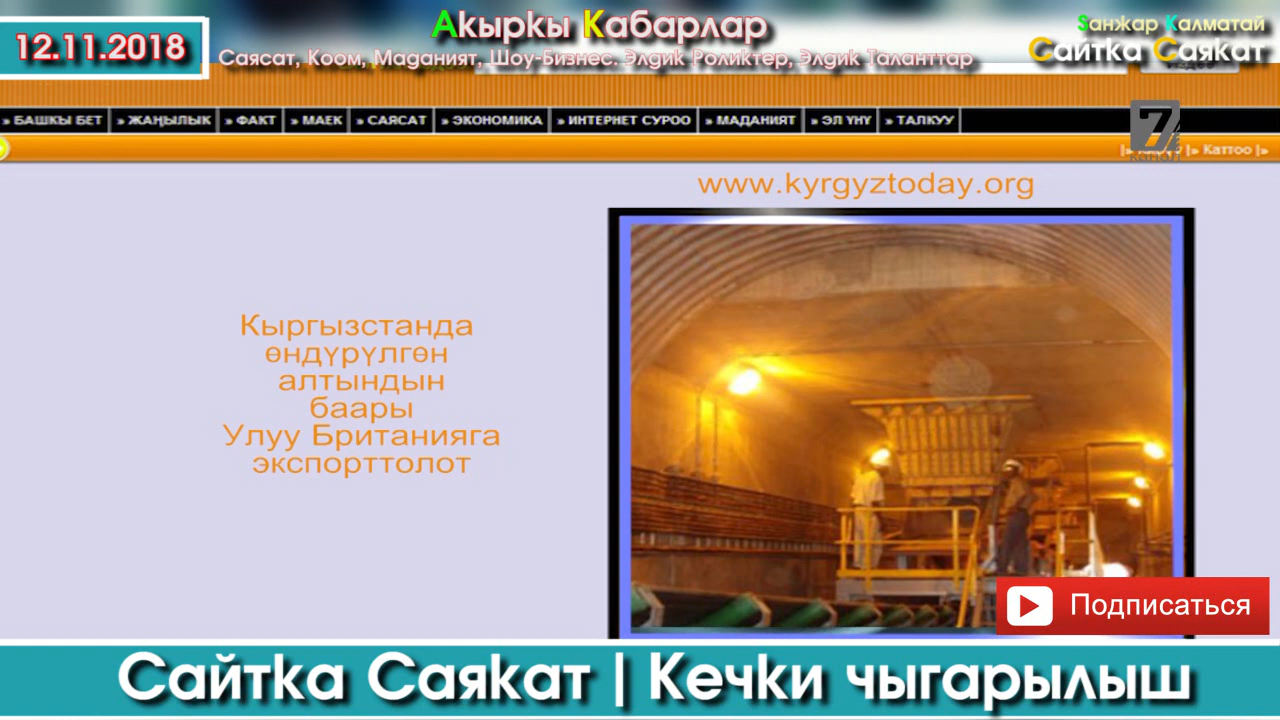 12.11.2018
Акыркы Кабарлар
Саясат, Коом, Маданият, Шоу-Бизнес. Элдик Роликтер, Элдик Таланттар
Санжар Калматай
Сайтка Саякат
» БАШКЫ БЕТ » ЖАҢЫЛЫК » ФАКТ » МАЕК » САЯСАТ » ЭКОНОМИКА » ИНТЕРНЕТ СУРОО » МАДАНИЯТ » ЭЛ ҮНҮ » ТАЛКУУ
7
КАНАЛ
|» Каттоо |»
www.kyrgyztoday.org
Кыргызстанда
өндүрүлгөн
алтындын
баары
Улуу Британияга
экспорттолот
Подписаться
Сайтка Саякат | Кечки чыгарылыш